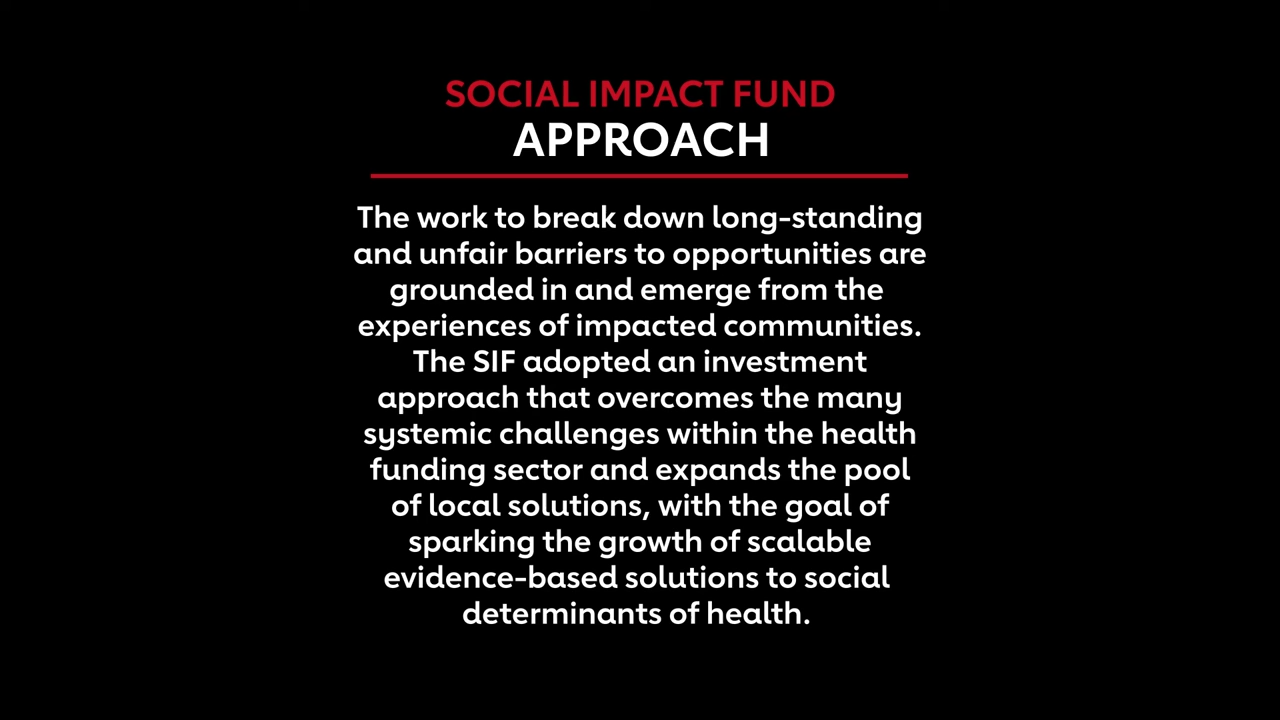 SOCIAL IMPACT FUND
APPROACH
The work to break down long-standing
and unfair barriers to opportunities are
grounded in and emerge from the
experiences of impacted communities.
The SIF adopted an investment
approach that overcomes the many
systemic challenges within the health
funding sector and expands the pool
of local solutions, with the goal of
sparking the growth of scalable
evidence-based solutions to social
determinants of health.